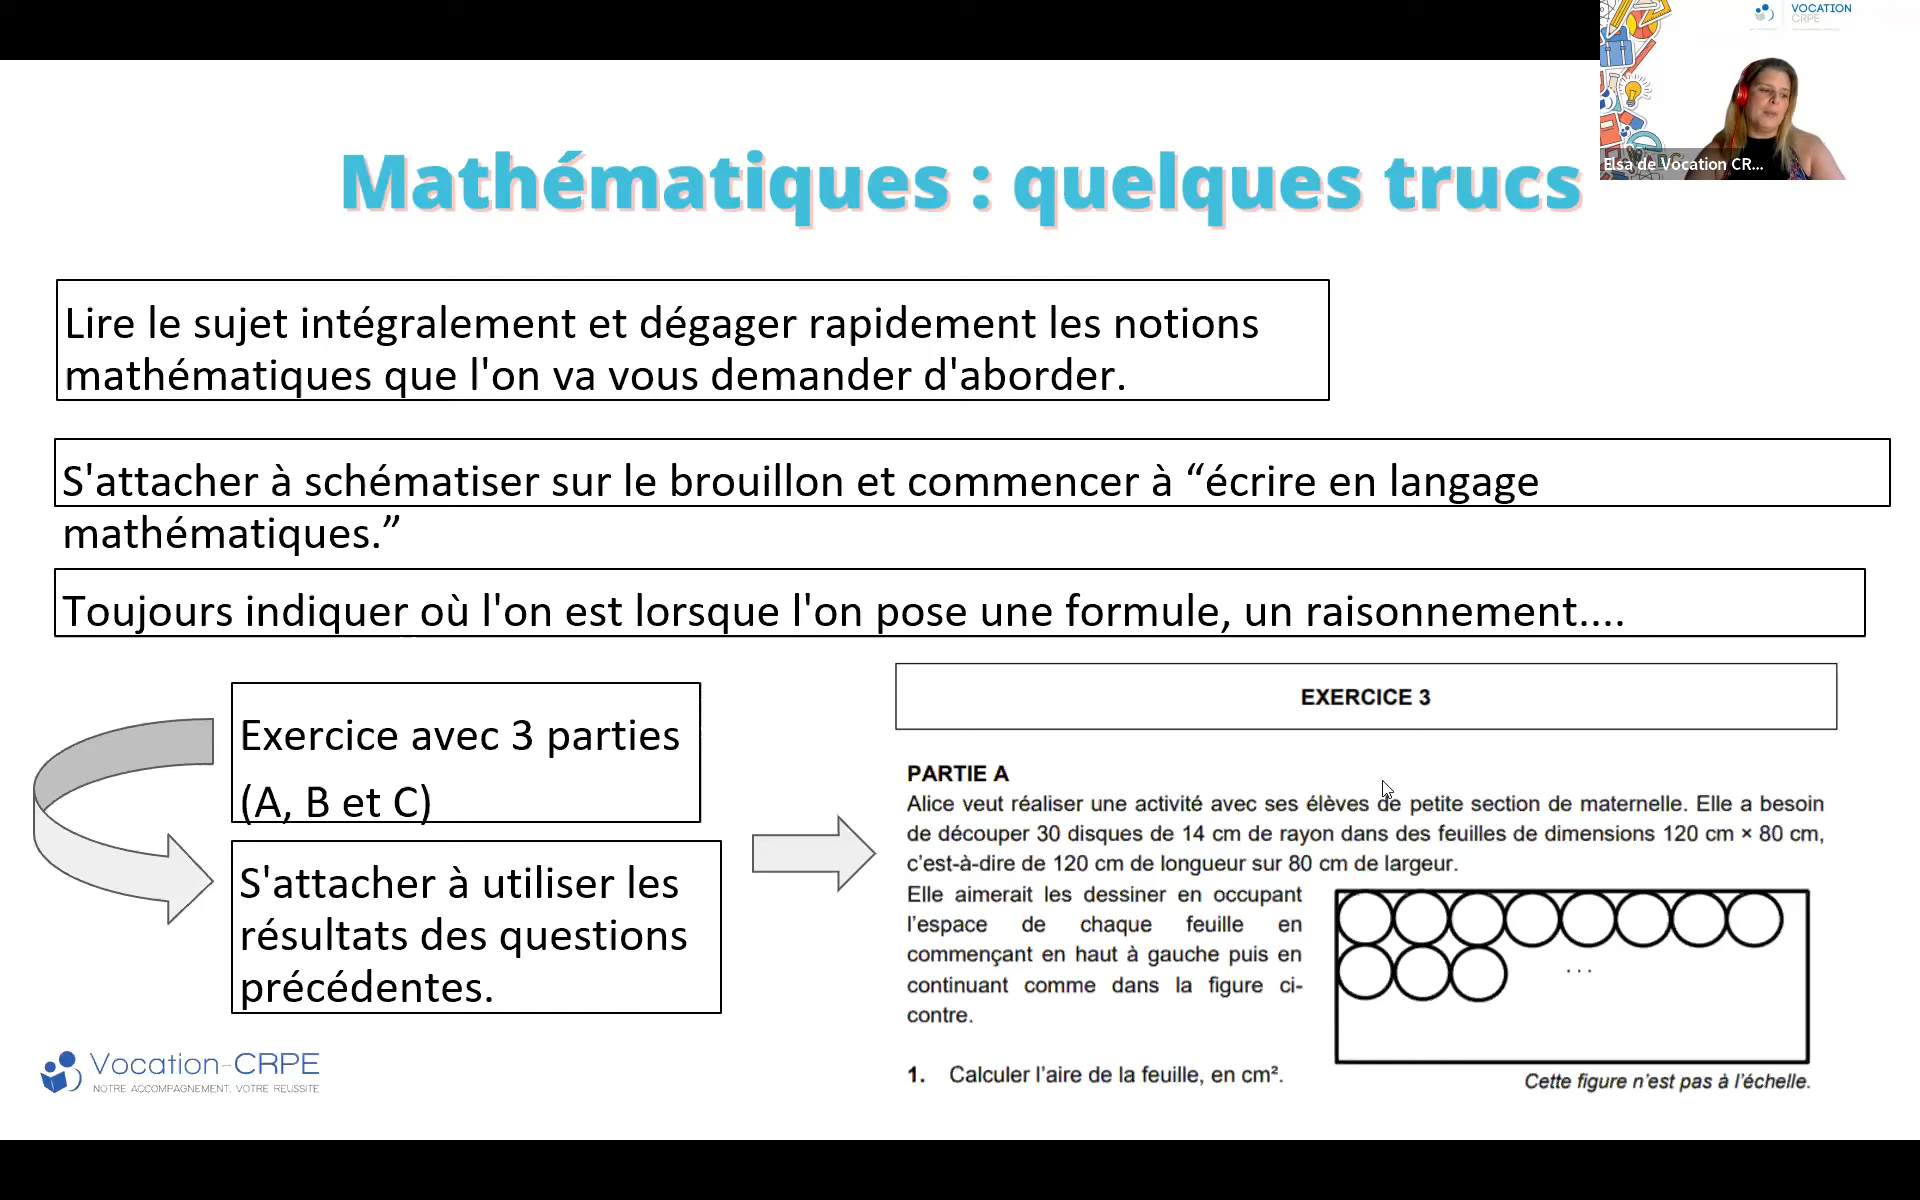 VOCATION
CRPE
Elsa de Vocation CR...
Mathématiques : quelques trucs
Lire le sujet intégralement et dégager rapidement les notions
mathématiques que l'on va vous demander d'aborder.
S'attacher à schématiser sur le brouillon et commencer à “écrire en langage
mathématiques.”
Toujours indiquer où l'on est lorsque l'on pose une formule, un raisonnement....
Exercice avec 3 parties
(A, B et C)
S'attacher à utiliser les
résultats des questions
précédentes.
EXERCICE 3
PARTIE A
Alice veut réaliser une activité avec ses élèves de petite section de maternelle. Elle a besoin
de découper 30 disques de 14 cm de rayon dans des feuilles de dimensions 120 cm × 80 cm,
c’est-à-dire de 120 cm de longueur sur 80 cm de largeur.
Elle aimerait les dessiner en occupant
l’espace de chaque feuille en
commençant en haut à gauche puis en
continuant comme dans la figure ci-
contre.
...
1. Calculer l’aire de la feuille, en cm².
Cette figure n’est pas à l’échelle.
Vocation-CRPE
NOTRE ACCOMPAGNEMENT, VOTRE REUSSITE